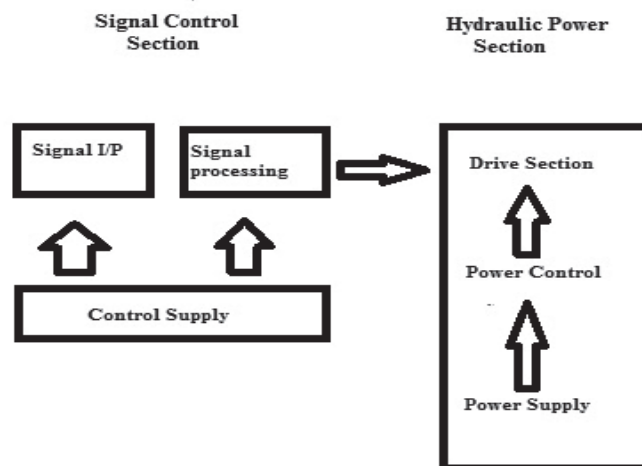 Signal Control
Section
Hydraulic Power
Section
Signal I/P
Signal
processing
Control Supply
Drive Section
Power Control
Power Supply